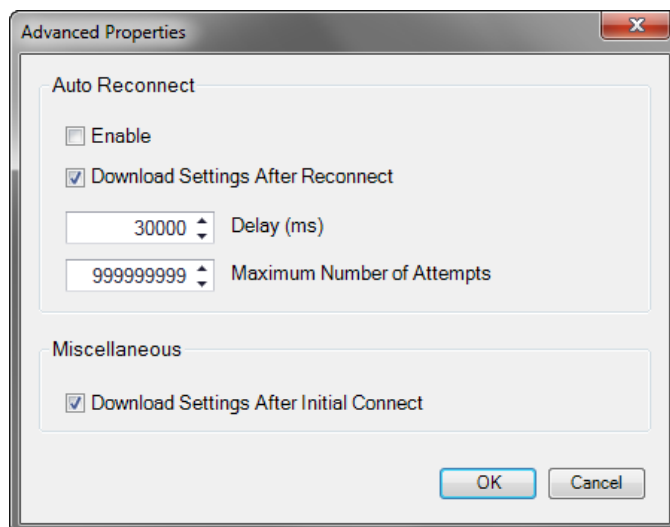 Advanced Properties
Auto Reconnect
Enable
Download Settings After Reconnect
30000 Delay (ms)
999999999 Maximum Number of Attempts
Miscellaneous
Download Settings After Initial Connect
OK Cancel